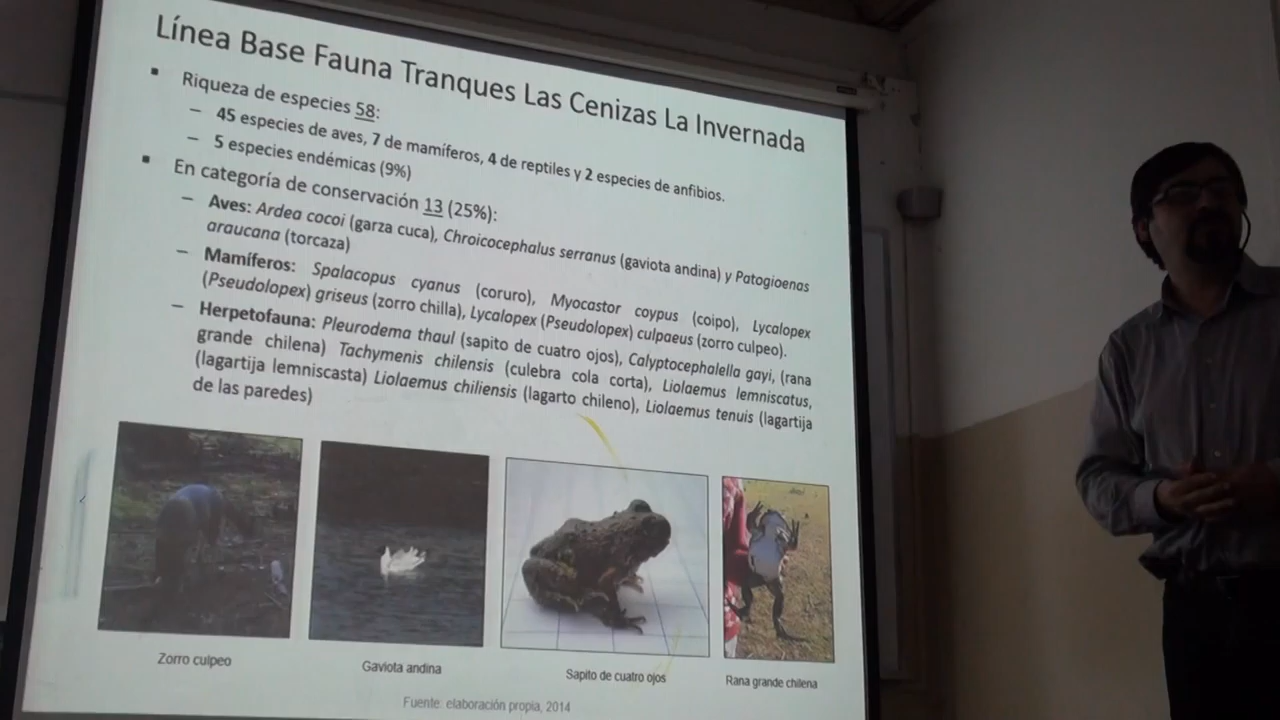 Línea Base Fauna Tranques Las Cenizas La Invernada
▪ Riqueza de especies 58:
– 45 especies de aves, 7 de mamíferos, 4 de reptiles y 2 especies de anfibios.
– 5 especies endémicas (9%)
▪ En categoría de conservación 13 (25%):
– Aves: Ardea cocoi (garza cuca), Chroicocephalus serranus (gaviota andina) y Patogioenas
araucana (torcaza)
– Mamíferos: Spalacopus cyanus (coruro), Myocastor coypus (coipo), Lycalopex
(Pseudolopex) griseus (zorro chilla), Lycalopex (Pseudolopex) culpaeus (zorro culpeo).
– Herpetofauna: Pleurodema thaul (sapito de cuatro ojos), Calyptocephalella gayi, (rana
grande chilena) Tachymenis chilensis (culebra cola corta), Liolaemus lemniscatus,
(lagartija lemniscasta) Liolaemus chiliensis (lagarto chileno), Liolaemus tenuis (lagartija
de las paredes)
Zorro culpeo
Gaviota andina
Sapito de cuatro ojos
Rana grande chilena
Fuente: elaboración propia, 2014